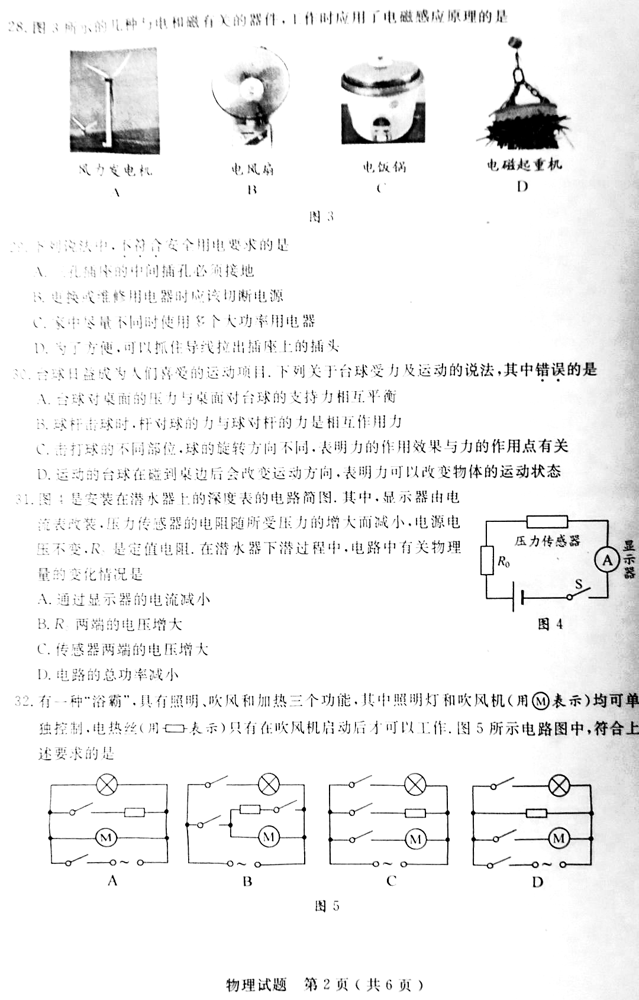 28. 图 3 所示的几种与电和磁有关的器件，工作时应用了电磁感应原理的是
风力发电机 电风扇 电饭锅 电磁起重机
A B C D
图 3
29. 下列说法中，不符合安全用电要求的是
A. 三孔插座的中间插孔必须接地
B. 更换或维修用电器时应该切断电源
C. 家中尽量不同时使用多个大功率用电器
D. 为了方便，可以抓住导线拉出插座上的插头
30. 台球日益成为人们喜爱的运动项目. 下列关于台球受力及运动的说法，其中错误的是
A. 台球对桌面的压力与桌面对台球的支持力相互平衡
B. 球杆击球时，杆对球的力与球对杆的力是相互作用力
C. 击打球的不同部位，球的旋转方向不同，表明力的作用效果与力的作用点有关
D. 运动的台球在碰到桌边后会改变运动方向，表明力可以改变物体的运动状态
31. 图 4 是安装在潜水器上的深度表的电路简图. 其中，显示器由电
流表改装，压力传感器的电阻随所受压力的增大而减小，电源电
压不变，R₀ 是定值电阻. 在潜水器下潜过程中，电路中有关物理
量的变化情况是
A. 通过显示器的电流减小
B. R₀ 两端的电压增大
C. 传感器两端的电压增大
D. 电路的总功率减小
压力传感器
R₀
A
显示器
S
图 4
32. 有一种“浴霸”，具有照明、吹风和加热三个功能，其中照明灯和吹风机(用Ⓜ表示)均可单
独控制，电热丝(用表示)只有在吹风机启动后才可以工作. 图 5 所示电路图中，符合上
述要求的是
M M M M
A B C D
图 5
物理试题 第 2 页 ( 共 6 页 )